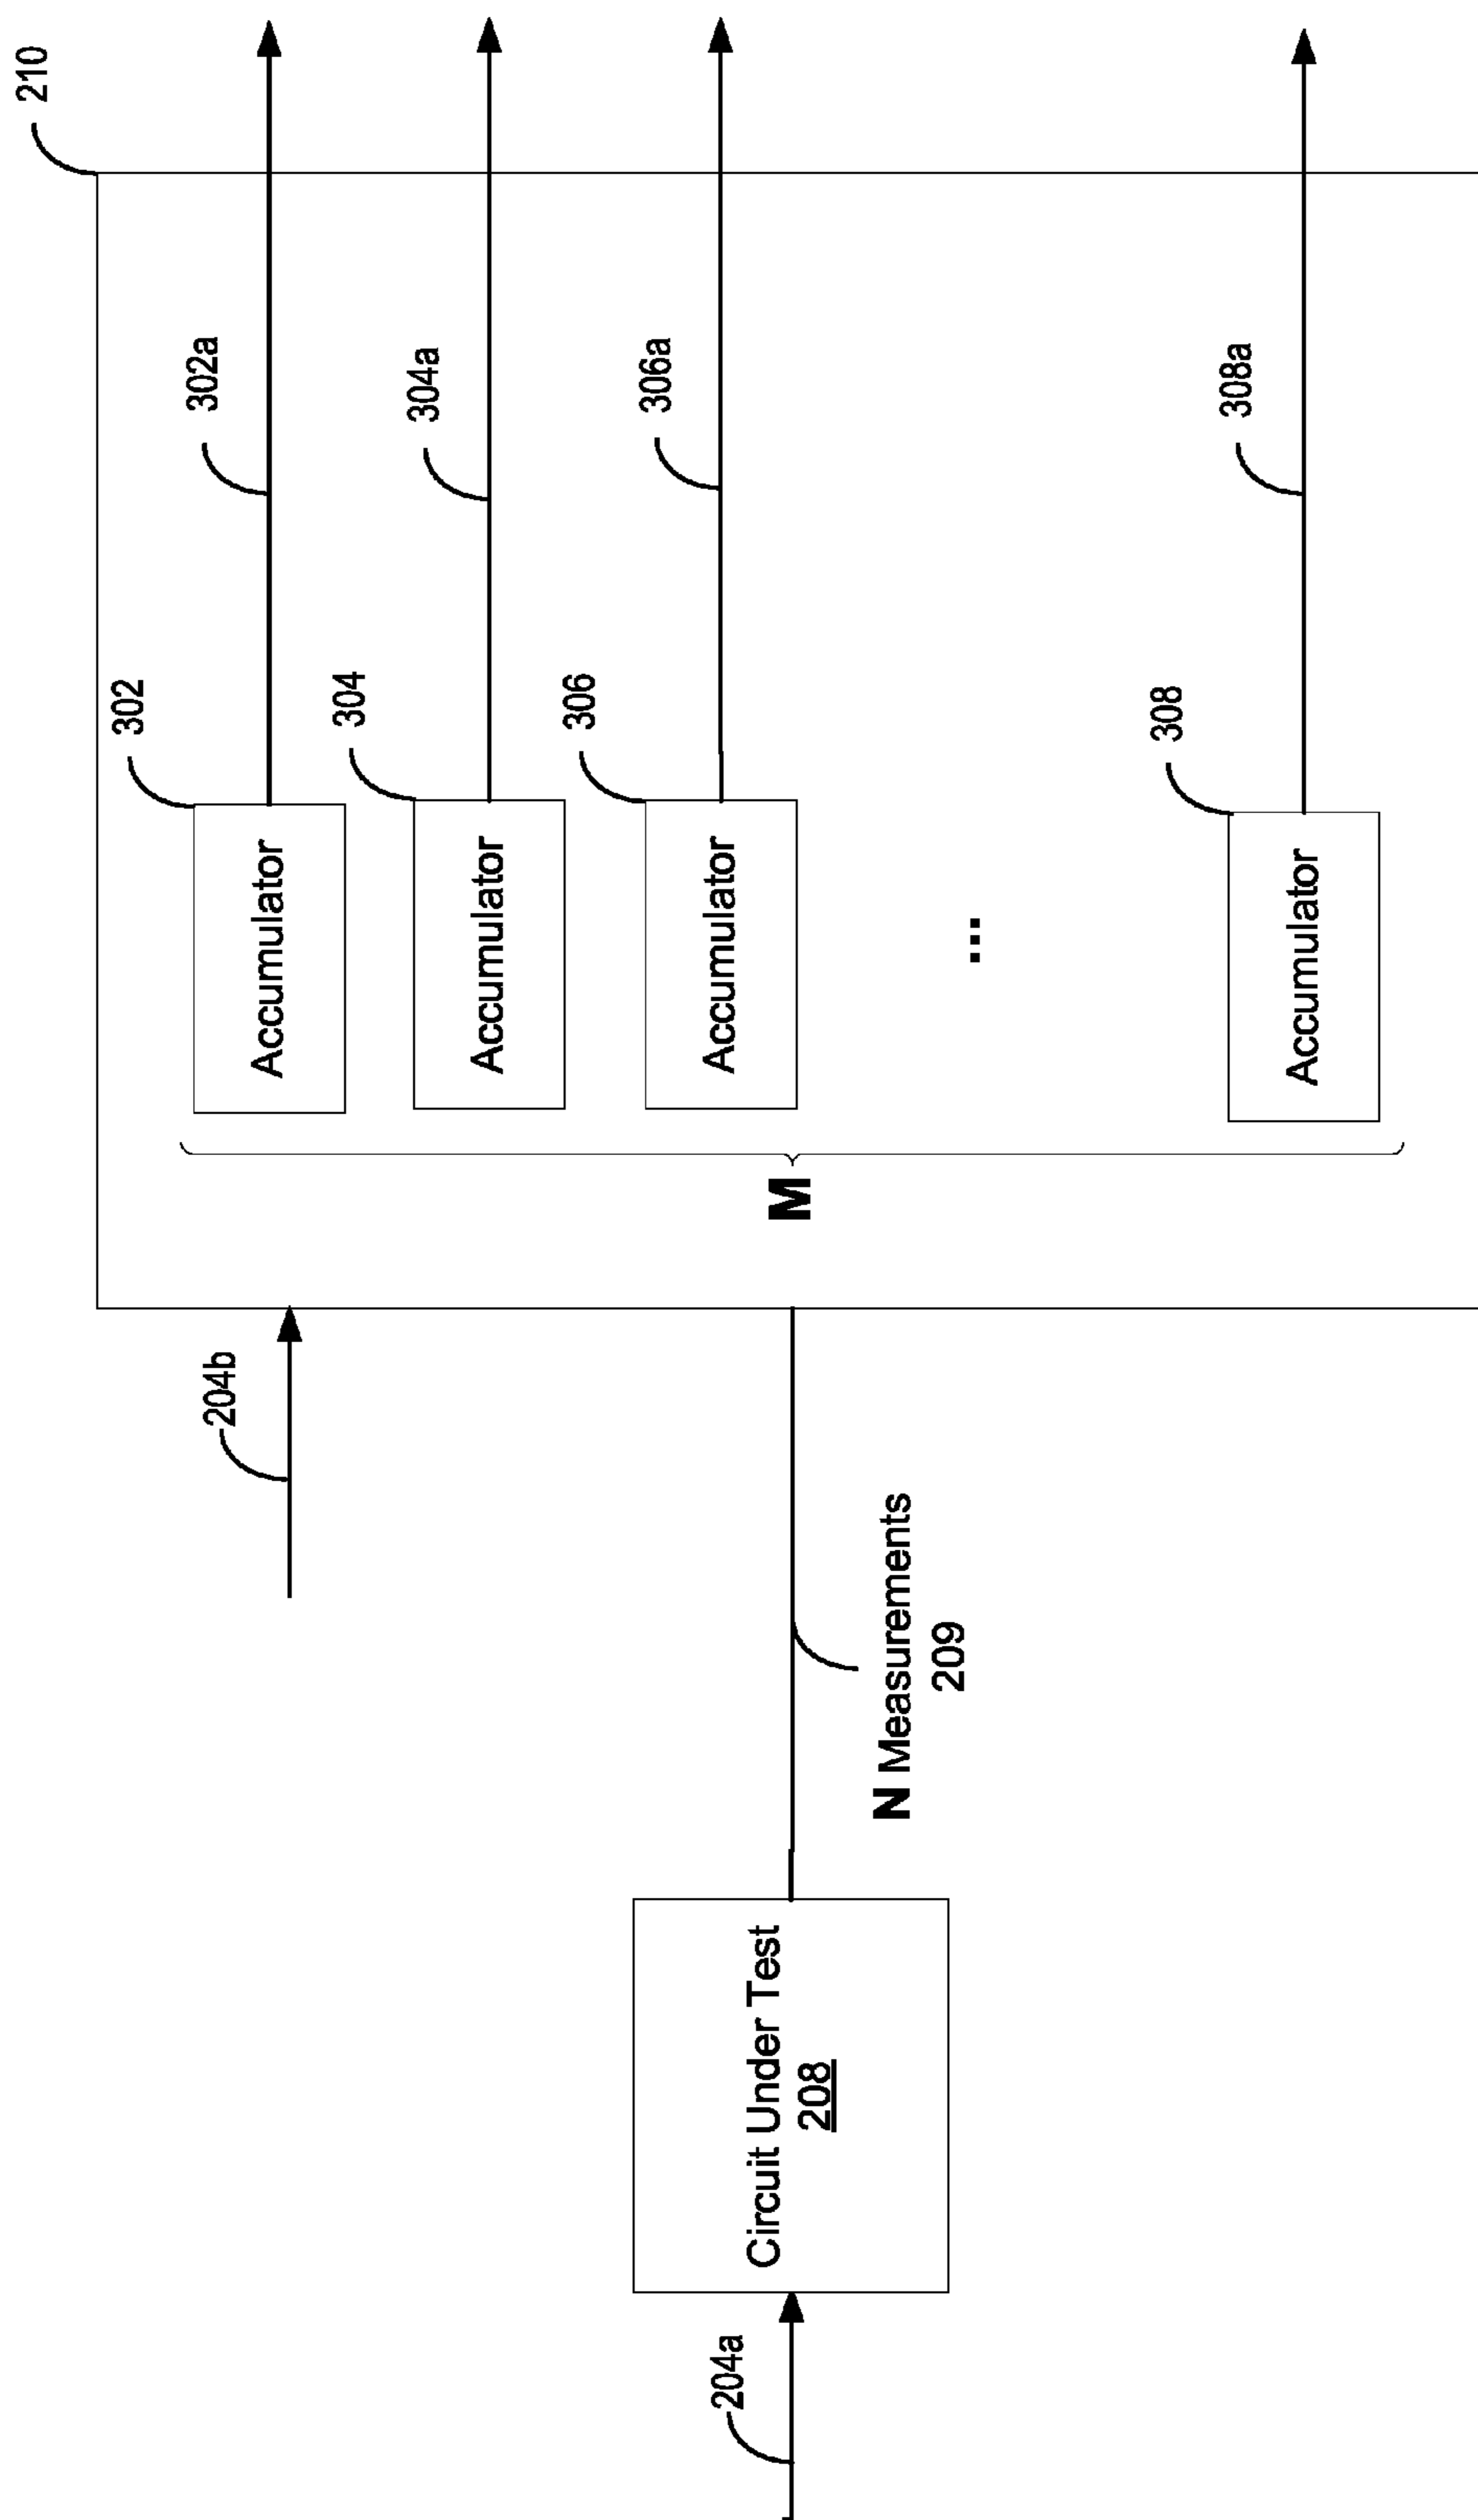 210
302a
304a
306a
308a
302
304
306
308
Accumulator
Accumulator
Accumulator
...
Accumulator
M
204b
N Measurements
209
Circuit Under Test
208
204a